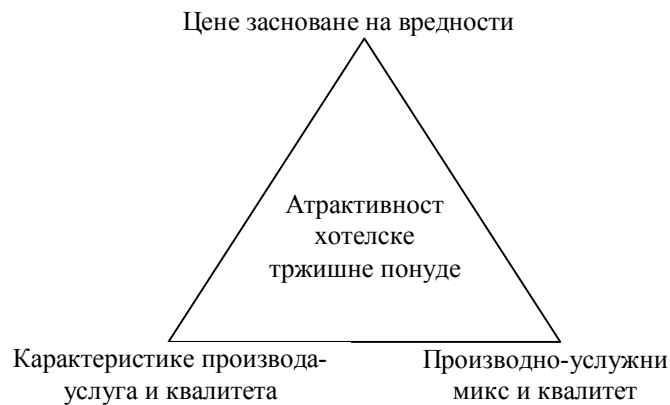 Цене засноване на вредности
Атрактивност
хотелске
тржишне понуде
Карактеристике производа-
услуга и квалитета
Производно-услужни
микс и квалитет